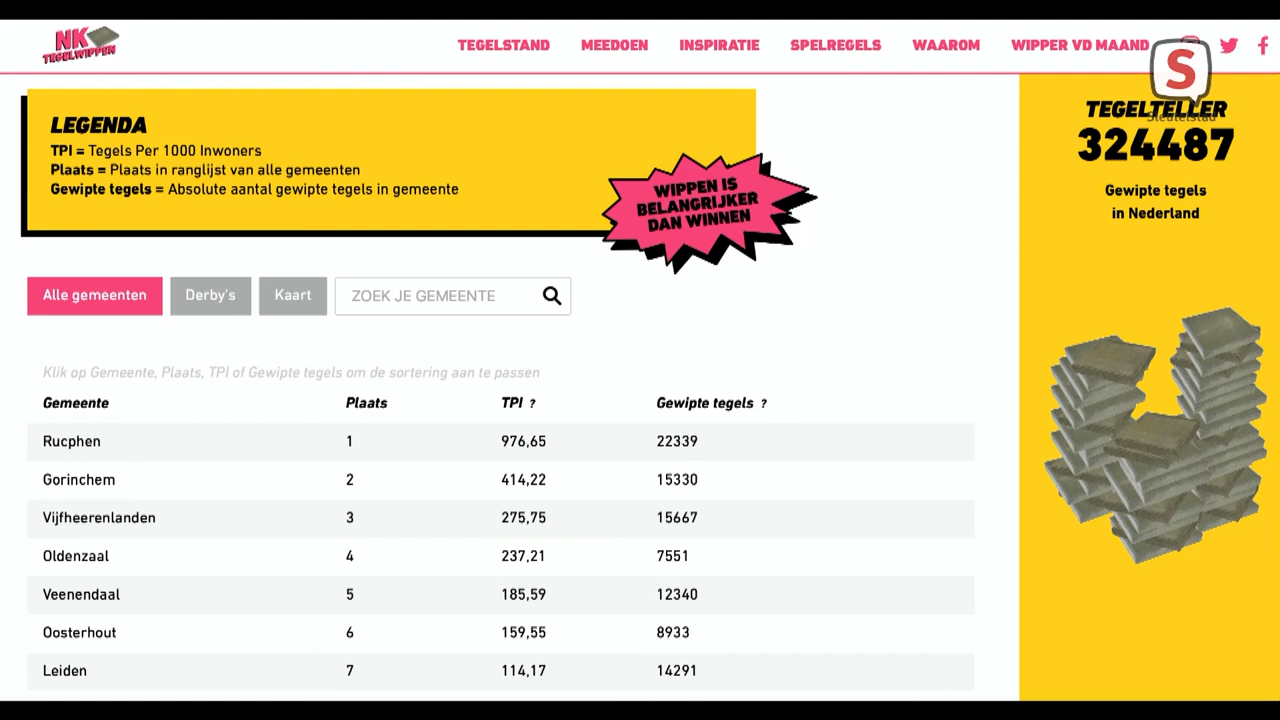 NK
TEGELWIPPEN
TEGELSTAND MEEDOEN INSPIRATIE SPELREGELS WAAROM WIPPER VD MAAND
S
Sleutelstad
LEGENDA
TPI = Tegels Per 1000 Inwoners
Plaats = Plaats in ranglijst van alle gemeenten
Gewipte tegels = Absolute aantal gewipte tegels in gemeente
WIPPEN IS
BELANGRIJKER
DAN WINNEN
TEGELTELLER
324487
Gewipte tegels
in Nederland
Alle gemeenten Derby's Kaart ZOEK JE GEMEENTE
Klik op Gemeente, Plaats, TPI of Gewipte tegels om de sortering aan te passen
Gemeente Plaats TPI ? Gewipte tegels ?
Rucphen 1 976,65 22339
Gorinchem 2 414,22 15330
Vijfheerenlanden 3 275,75 15667
Oldenzaal 4 237,21 7551
Veenendaal 5 185,59 12340
Oosterhout 6 159,55 8933
Leiden 7 114,17 14291